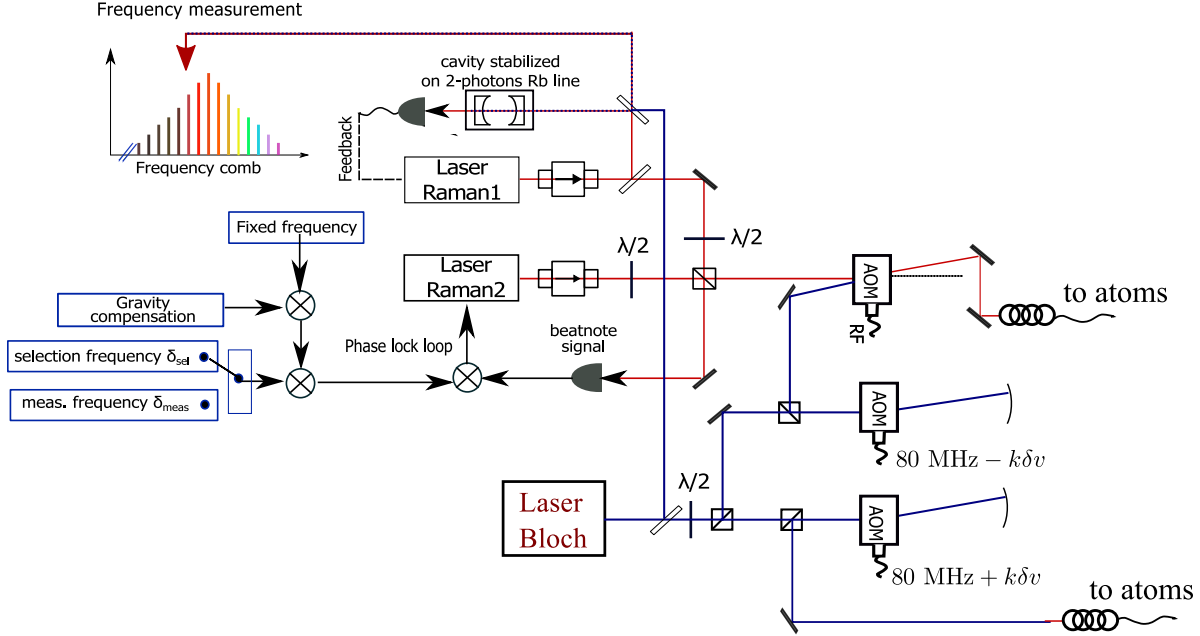 Frequency measurement
cavity stabilized
on 2-photons Rb line
Feedback
Frequency comb
Laser
Raman1
Fixed frequency
λ/2
λ/2
Laser
Raman2
AOM
RF
to atoms
Gravity
compensation
selection frequency δsel
Phase lock loop
beatnote
signal
meas. frequency δmeas
AOM
80 MHz − kδv
λ/2
Laser
Bloch
AOM
80 MHz + kδv
to atoms